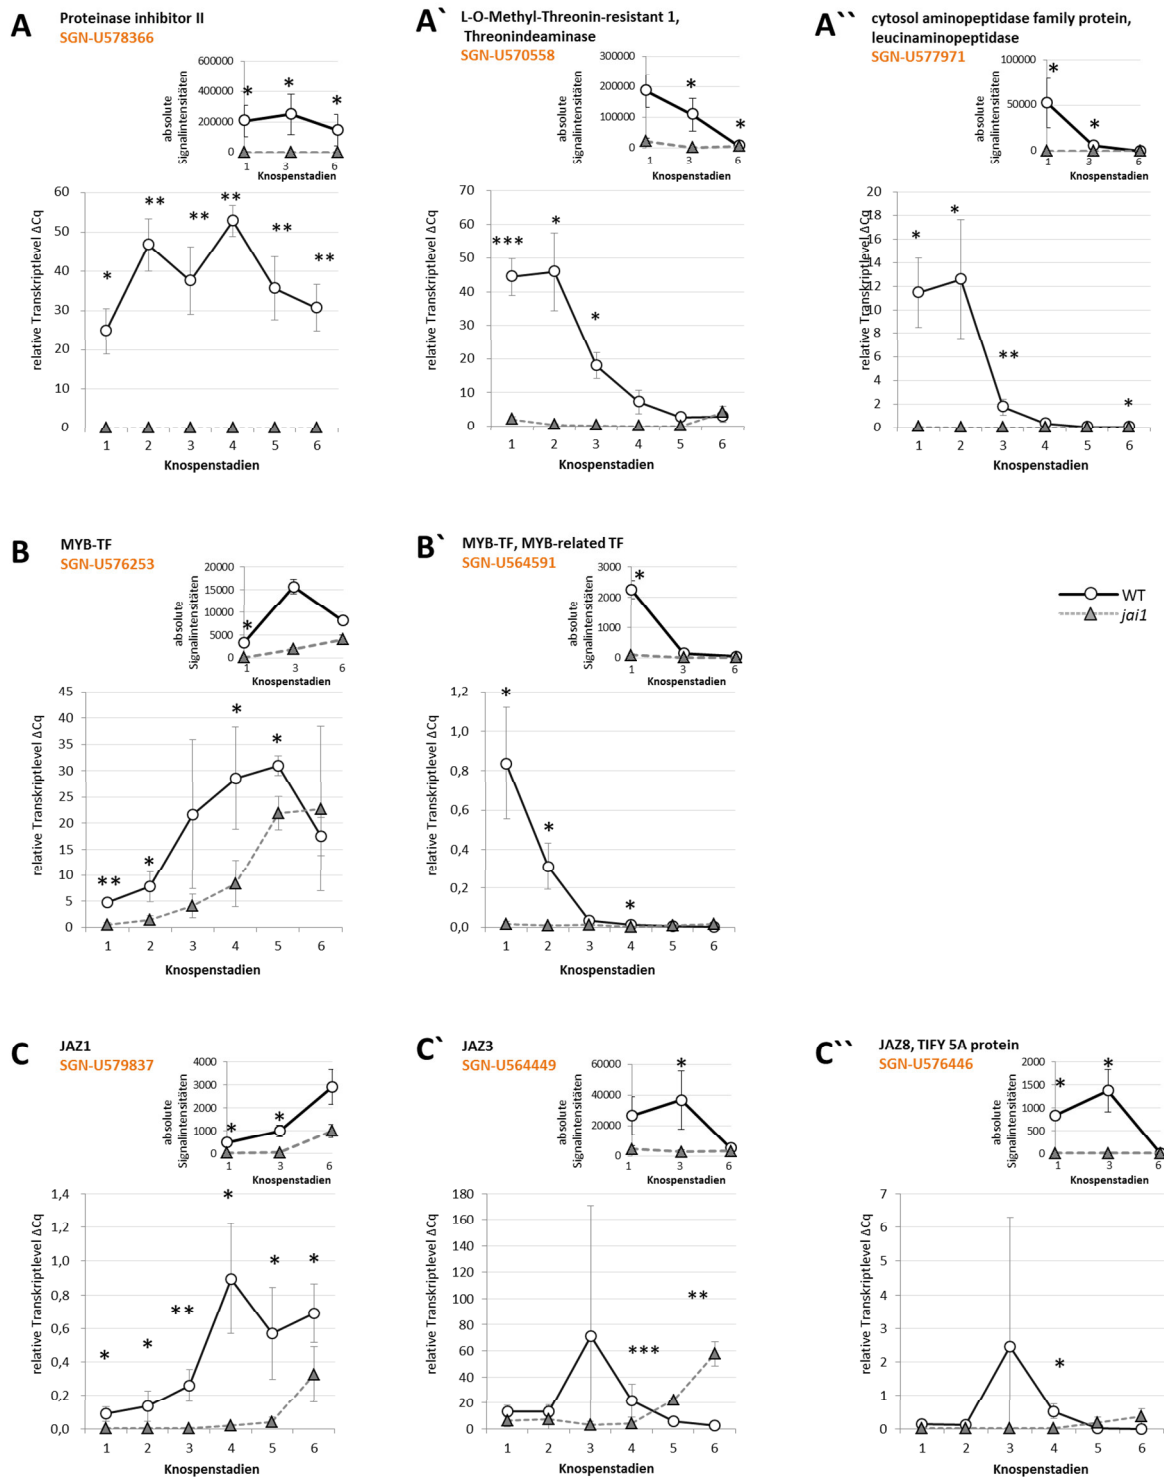 A
Proteinase inhibitor II
SGN-U578366
absolute
Signalintensitäten
600000
400000
200000
0
* * *
1 3 6
Knospenstadien
relative Transkriptlevel ΔCq
60
50
40
30
20
10
0
* ** ** ** ** **
1 2 3 4 5 6
Knospenstadien
A`
L-O-Methyl-Threonin-resistant 1,
Threonindeaminase
SGN-U570558
absolute
Signalintensitäten
300000
200000
100000
0
* *
1 3 6
Knospenstadien
relative Transkriptlevel ΔCq
70
60
50
40
30
20
10
0
*** * *
1 2 3 4 5 6
Knospenstadien
A``
cytosol aminopeptidase family protein,
leucinaminopeptidase
SGN-U577971
absolute
Signalintensitäten
100000
50000
0
* *
1 3 6
Knospenstadien
relative Transkriptlevel ΔCq
20
18
16
14
12
10
8
6
4
2
0
* * ** *
1 2 3 4 5 6
Knospenstadien
B
MYB-TF
SGN-U576253
absolute
Signalintensitäten
20000
15000
10000
5000
0
*
1 3 6
Knospenstadien
relative Transkriptlevel ΔCq
45
40
35
30
25
20
15
10
5
0
** * * *
1 2 3 4 5 6
Knospenstadien
B`
MYB-TF, MYB-related TF
SGN-U564591
absolute
Signalintensitäten
3000
2000
1000
0
*
1 3 6
Knospenstadien
relative Transkriptlevel ΔCq
1,2
1,0
0,8
0,6
0,4
0,2
0,0
* * *
1 2 3 4 5 6
Knospenstadien
WT
jai1
C
JAZ1
SGN-U579837
absolute
Signalintensitäten
4000
3000
2000
1000
0
* *
1 3 6
Knospenstadien
relative Transkriptlevel ΔCq
1,4
1,2
1,0
0,8
0,6
0,4
0,2
0,0
* * ** * * *
1 2 3 4 5 6
Knospenstadien
C`
JAZ3
SGN-U564449
absolute
Signalintensitäten
60000
40000
20000
0
*
1 3 6
Knospenstadien
relative Transkriptlevel ΔCq
180
160
140
120
100
80
60
40
20
0
*** **
1 2 3 4 5 6
Knospenstadien
C``
JAZ8, TIFY 5A protein
SGN-U576446
absolute
Signalintensitäten
2000
1500
1000
500
0
* *
1 3 6
Knospenstadien
relative Transkriptlevel ΔCq
7
6
5
4
3
2
1
0
*
1 2 3 4 5 6
Knospenstadien